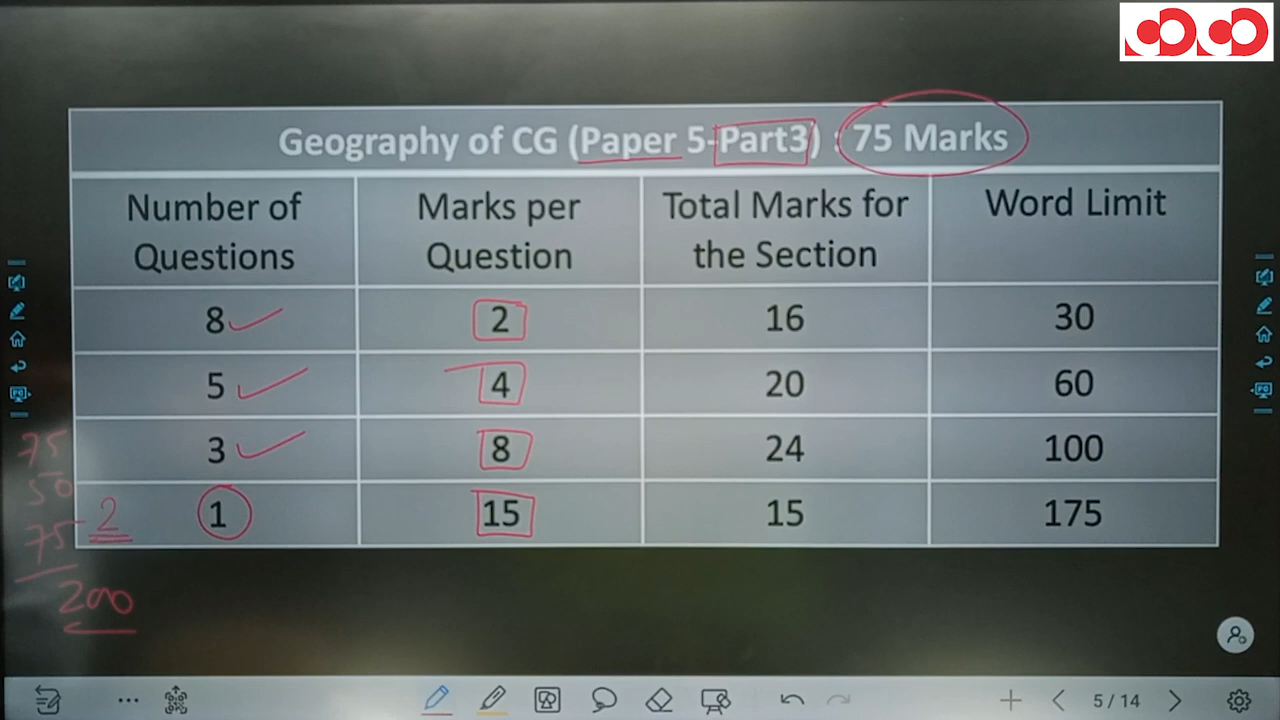 Geography of CG (Paper 5-Part3) : 75 Marks
Number of Questions
Marks per Question
Total Marks for the Section
Word Limit
8 2 16 30
5 4 20 60
3 8 24 100
1 15 15 175
75
50
75
2
200
5 / 14